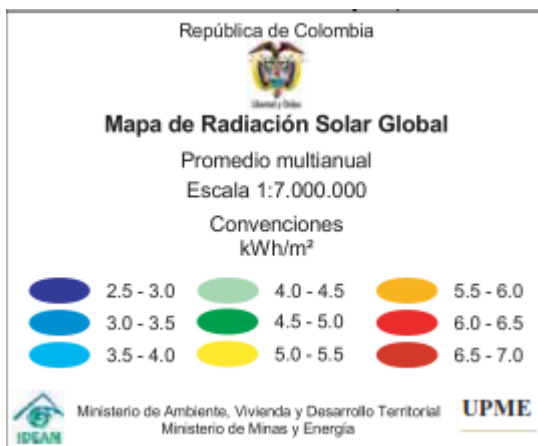 República de Colombia
Libertad y Orden
Mapa de Radiación Solar Global
Promedio multianual
Escala 1:7.000.000
Convenciones
kWh/m²
2.5 - 3.0 4.0 - 4.5 5.5 - 6.0
3.0 - 3.5 4.5 - 5.0 6.0 - 6.5
3.5 - 4.0 5.0 - 5.5 6.5 - 7.0
IDEAM
Ministerio de Ambiente, Vivienda y Desarrollo Territorial
Ministerio de Minas y Energía
UPME